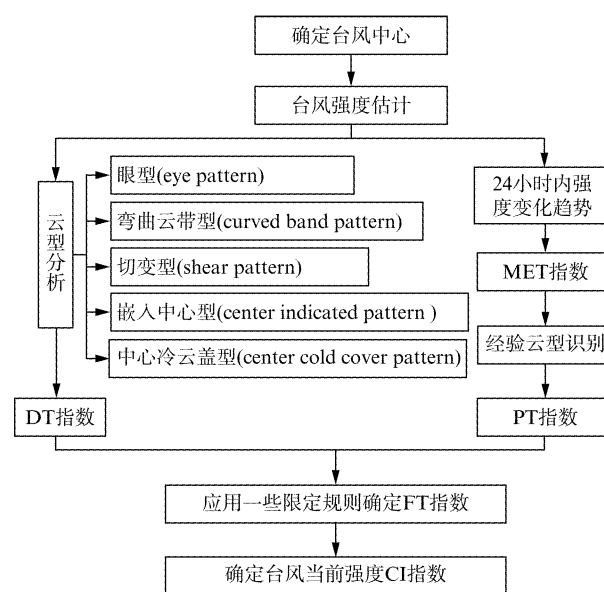 确定台风中心
台风强度估计
云型分析
眼型(eye pattern)
弯曲云带型(curved band pattern)
切变型(shear pattern)
嵌入中心型(center indicated pattern )
中心冷云盖型(center cold cover pattern)
24小时内强
度变化趋势
MET指数
经验云型识别
DT指数
PT指数
应用一些限定规则确定FT指数
确定台风当前强度CI指数